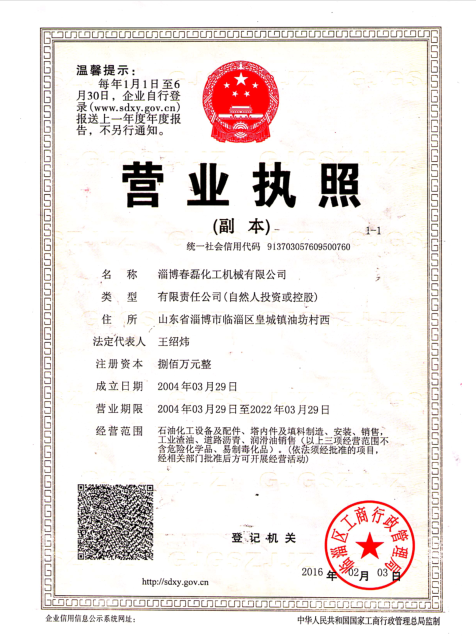 温馨提示：
每年1月1日至6
月30日，企业自行登
录(www.sdxy.gov.cn)
报送上一年度年度报
告，不另行通知。
营业执照
(副 本)
1-1
统一社会信用代码 913703057609500760
名 称 淄博春磊化工机械有限公司
类 型 有限责任公司(自然人投资或控股)
住 所 山东省淄博市临淄区皇城镇油坊村西
法定代表人 王绍炜
注册资本 捌佰万元整
成立日期 2004年03月29日
营业期限 2004年03月29日至2022年03月29日
经营范围 石油化工设备及配件、塔内件及填料制造、安装、销售，
工业渣油、道路沥青、润滑油销售（以上三项经营范围不
含危险化学品、易制毒化品）。(依法须经批准的项目，
经相关部门批准后方可开展经营活动)
登记机关
临淄区工商行政管理局
2016 年 02 月 03 日
http://sdxy.gov.cn
企业信用信息公示系统网址：
中华人民共和国国家工商行政管理总局监制